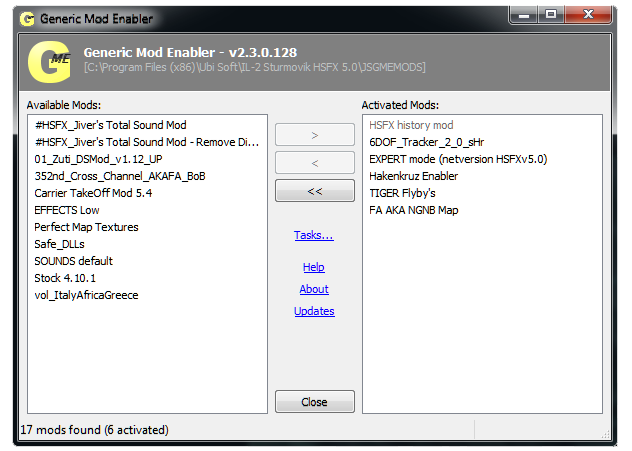 Generic Mod Enabler
GME
Generic Mod Enabler - v2.3.0.128
[C:\Program Files (x86)\Ubi Soft\IL-2 Sturmovik HSFX 5.0\JSGMEMODS]
Available Mods:
#HSFX_Jiver's Total Sound Mod
#HSFX_Jiver's Total Sound Mod - Remove Di...
01_Zuti_DSMod_v1.12_UP
352nd_Cross_Channel_AKAFA_BoB
Carrier TakeOff Mod 5.4
EFFECTS Low
Perfect Map Textures
Safe_DLLs
SOUNDS default
Stock 4.10.1
vol_ItalyAfricaGreece
>
<
<<
Tasks...
Help
About
Updates
Close
Activated Mods:
HSFX history mod
6DOF_Tracker_2_0_sHr
EXPERT mode (netversion HSFXv5.0)
Hakenkruz Enabler
TIGER Flyby's
FA AKA NGNB Map
17 mods found (6 activated)